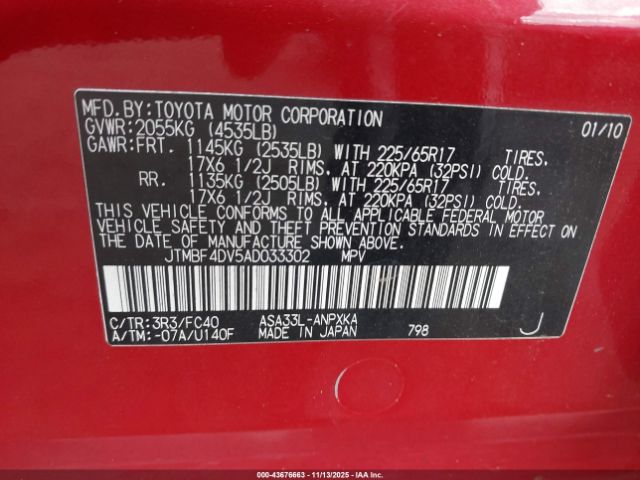 MFD.BY:TOYOTA MOTOR CORPORATION 01/10
GVWR:2055KG (4535LB)
GAWR:FRT. 1145KG (2535LB) WITH 225/65R17 TIRES.
17X6 1/2J RIMS. AT 220KPA (32PSI) COLD.
RR. 1135KG (2505LB) WITH 225/65R17 TIRES.
17X6 1/2J RIMS. AT 220KPA (32PSI) COLD.
THIS VEHICLE CONFORMS TO ALL APPLICABLE FEDERAL MOTOR
VEHICLE SAFETY AND THEFT PREVENTION STANDARDS IN EFFECT
ON THE DATE OF MANUFACTURE SHOWN ABOVE.
JTMBF4DV5AD033302 MPV
C/TR:3R3/FC40 ASA33L-ANPXKA J
A/TM:-07A/U140F MADE IN JAPAN 798
000-43676663 - 11/13/2025 - IAAI.COM